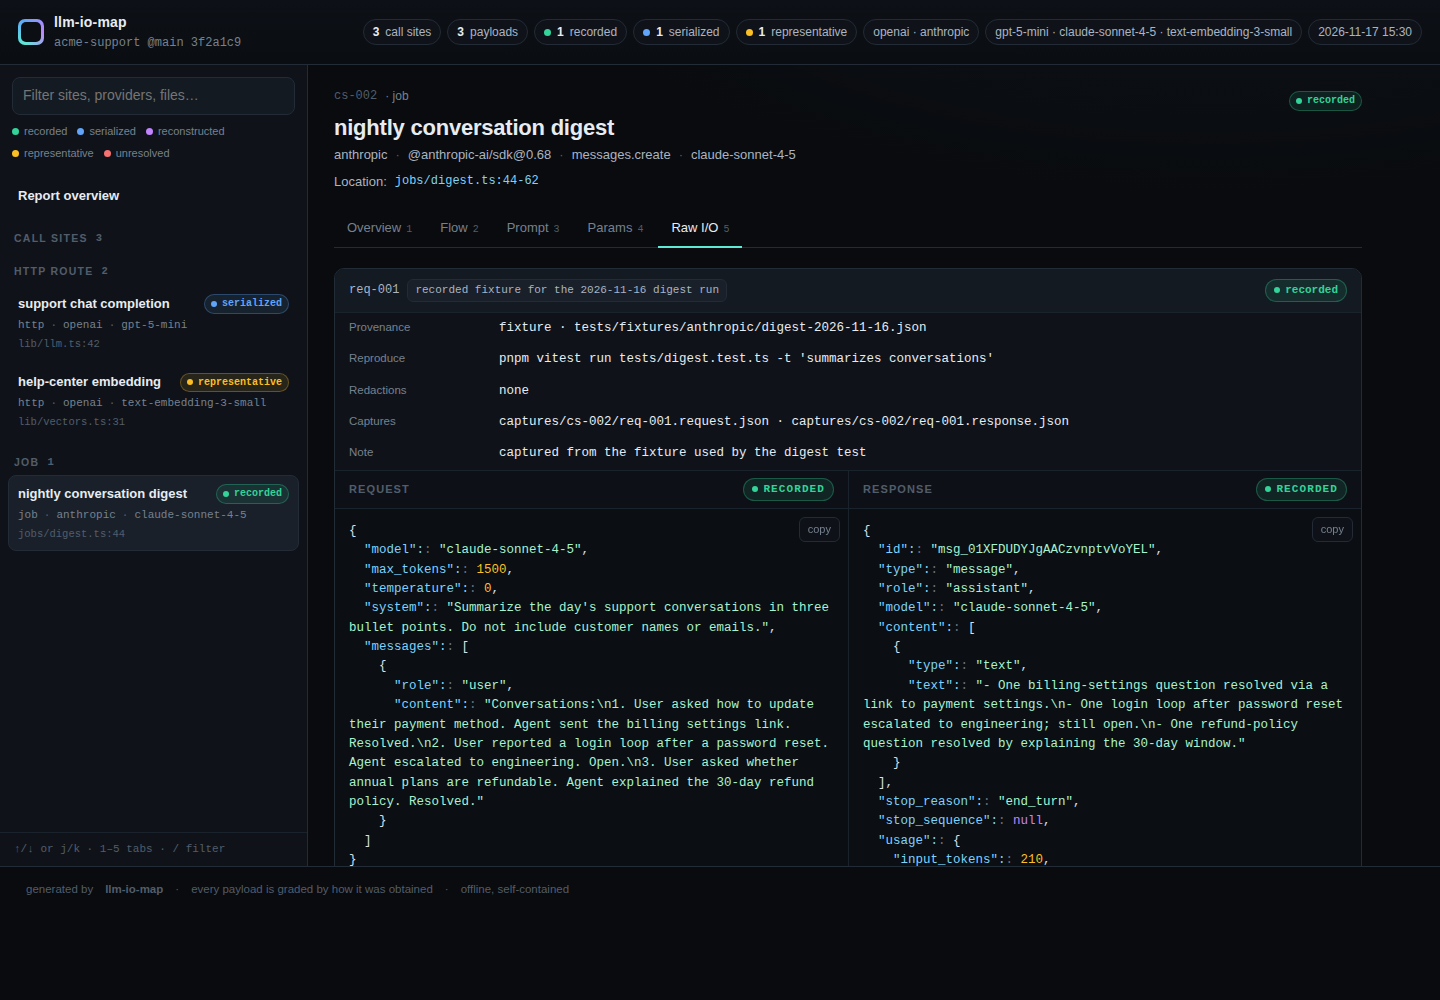 llm-io-map
acme-support @main 3f2a1c9
3 call sites
3 payloads
1 recorded
1 serialized
1 representative
openai · anthropic
gpt-5-mini · claude-sonnet-4-5 · text-embedding-3-small
2026-11-17 15:30
Filter sites, providers, files…
recorded serialized reconstructed
representative unresolved
Report overview
CALL SITES 3
HTTP ROUTE 2
support chat completion serialized
http · openai · gpt-5-mini
lib/llm.ts:42
help-center embedding representative
http · openai · text-embedding-3-small
lib/vectors.ts:31
JOB 1
nightly conversation digest recorded
job · anthropic · claude-sonnet-4-5
jobs/digest.ts:44
↑/↓ or j/k · 1–5 tabs · / filter
cs-002 · job
recorded
nightly conversation digest
anthropic · @anthropic-ai/sdk@0.68 · messages.create · claude-sonnet-4-5
Location: jobs/digest.ts:44-62
Overview 1 Flow 2 Prompt 3 Params 4 Raw I/O 5
req-001 recorded fixture for the 2026-11-16 digest run recorded
Provenance fixture · tests/fixtures/anthropic/digest-2026-11-16.json
Reproduce pnpm vitest run tests/digest.test.ts -t 'summarizes conversations'
Redactions none
Captures captures/cs-002/req-001.request.json · captures/cs-002/req-001.response.json
Note captured from the fixture used by the digest test
REQUEST RECORDED
copy
{
"model":: "claude-sonnet-4-5",
"max_tokens":: 1500,
"temperature":: 0,
"system":: "Summarize the day's support conversations in three
bullet points. Do not include customer names or emails.",
"messages":: [
{
"role":: "user",
"content":: "Conversations:\n1. User asked how to update
their payment method. Agent sent the billing settings link.
Resolved.\n2. User reported a login loop after a password reset.
Agent escalated to engineering. Open.\n3. User asked whether
annual plans are refundable. Agent explained the 30-day refund
policy. Resolved."
}
]
}
RESPONSE RECORDED
copy
{
"id":: "msg_01XFDUDYJgAACzvnptvVoYEL",
"type":: "message",
"role":: "assistant",
"model":: "claude-sonnet-4-5",
"content":: [
{
"type":: "text",
"text":: "- One billing-settings question resolved via a
link to payment settings.\n- One login loop after password reset
escalated to engineering; still open.\n- One refund-policy
question resolved by explaining the 30-day window."
}
],
"stop_reason":: "end_turn",
"stop_sequence":: null,
"usage":: {
"input_tokens":: 210,
generated by llm-io-map · every payload is graded by how it was obtained · offline, self-contained